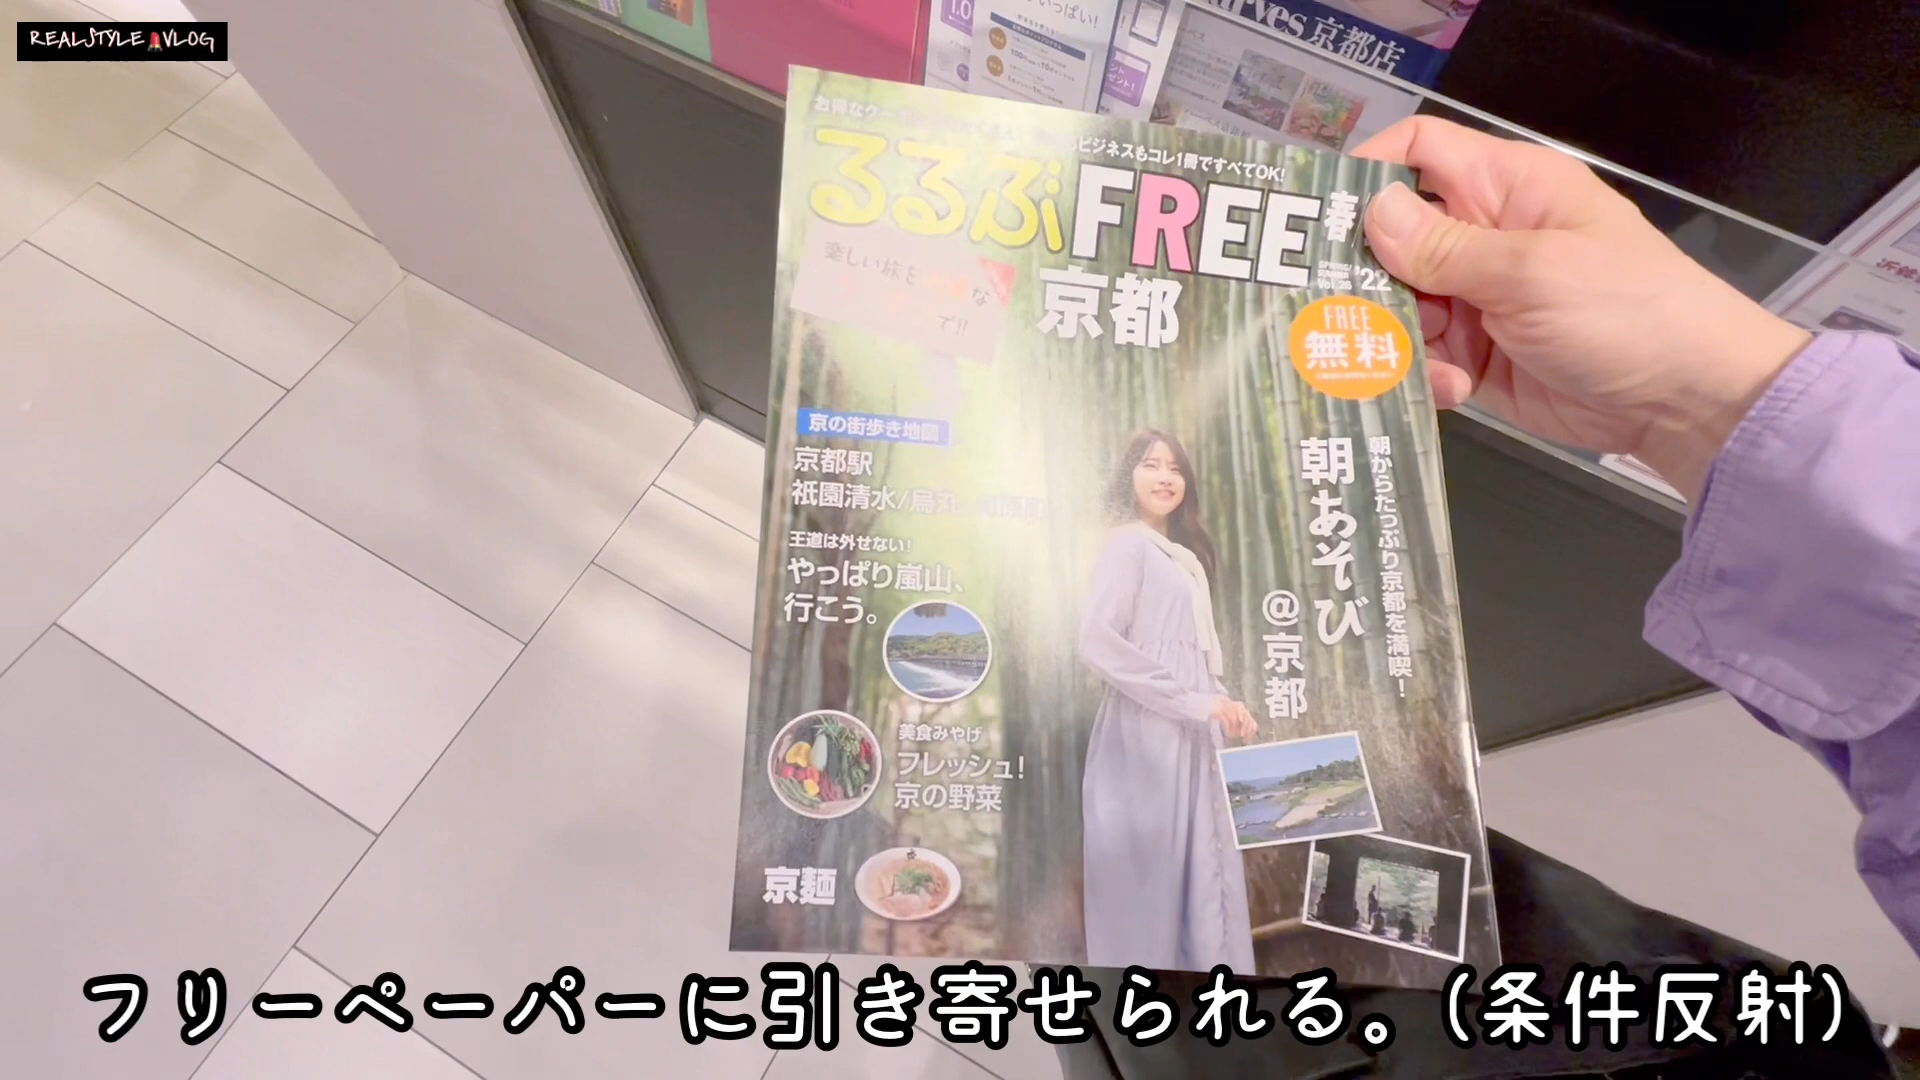 REALSTYLE VLOG
1.0
いっぱい!
京都店
お得なクーポン
ビジネスもコレ1冊ですべてOK!
るるぶFREE
京都
春
SPRING/
SUMMER
Vol.26 '22
FREE
無料
楽しい旅を
な
で!!
京の街歩き地図
京都駅
祇園清水/烏丸
王道は外せない!
やっぱり嵐山、
行こう。
朝からたっぷり京都を満喫!
朝あそび
@京都
美食みやげ
フレッシュ!
京の野菜
京麺
フリーペーパーに引き寄せられる。(条件反射)